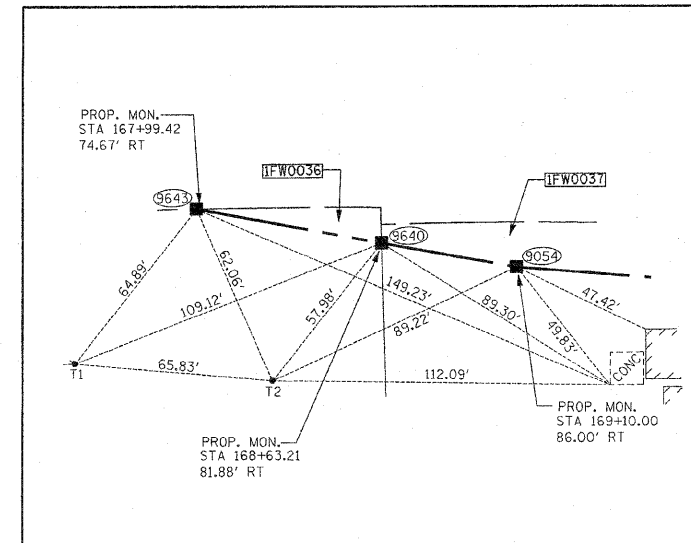 PROP. MON.
STA 167+99.42
74.67' RT
1FW0036
1FW0037
9643
9640
9054
64.89'
62.06'
109.12'
57.98'
149.23'
89.22'
89.30'
49.83'
47.42'
T1
65.83'
T2
112.09'
CONC
PROP. MON.
STA 169+10.00
86.00' RT
PROP. MON.
STA 168+63.21
81.88' RT